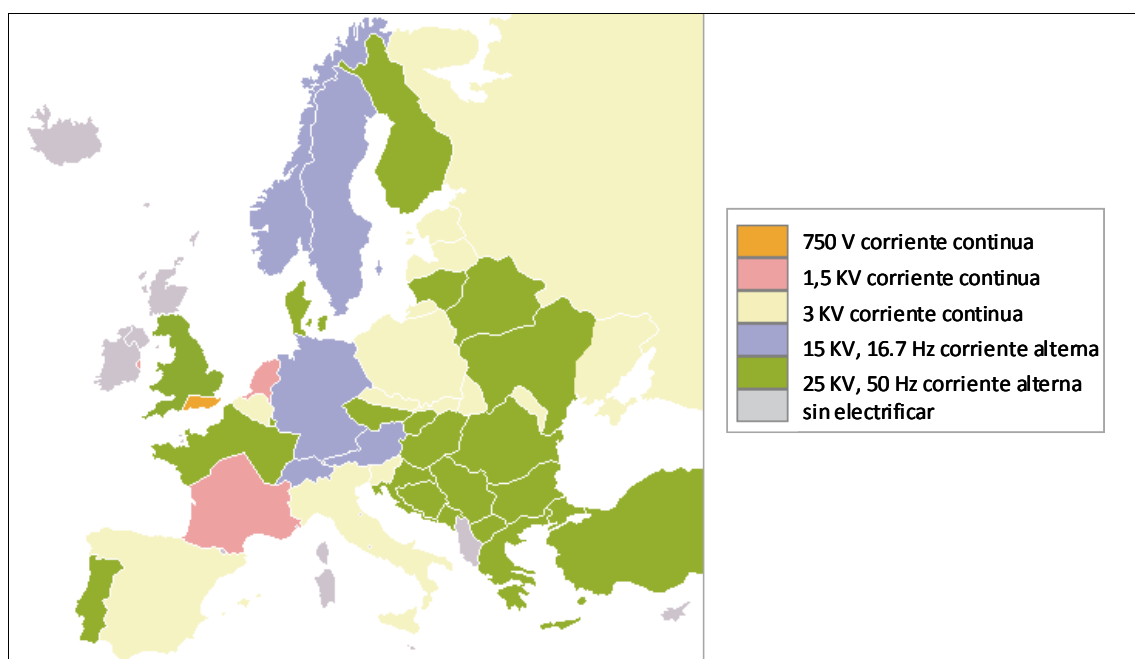 750 V corriente continua
1,5 KV corriente continua
3 KV corriente continua
15 KV, 16.7 Hz corriente alterna
25 KV, 50 Hz corriente alterna
sin electrificar